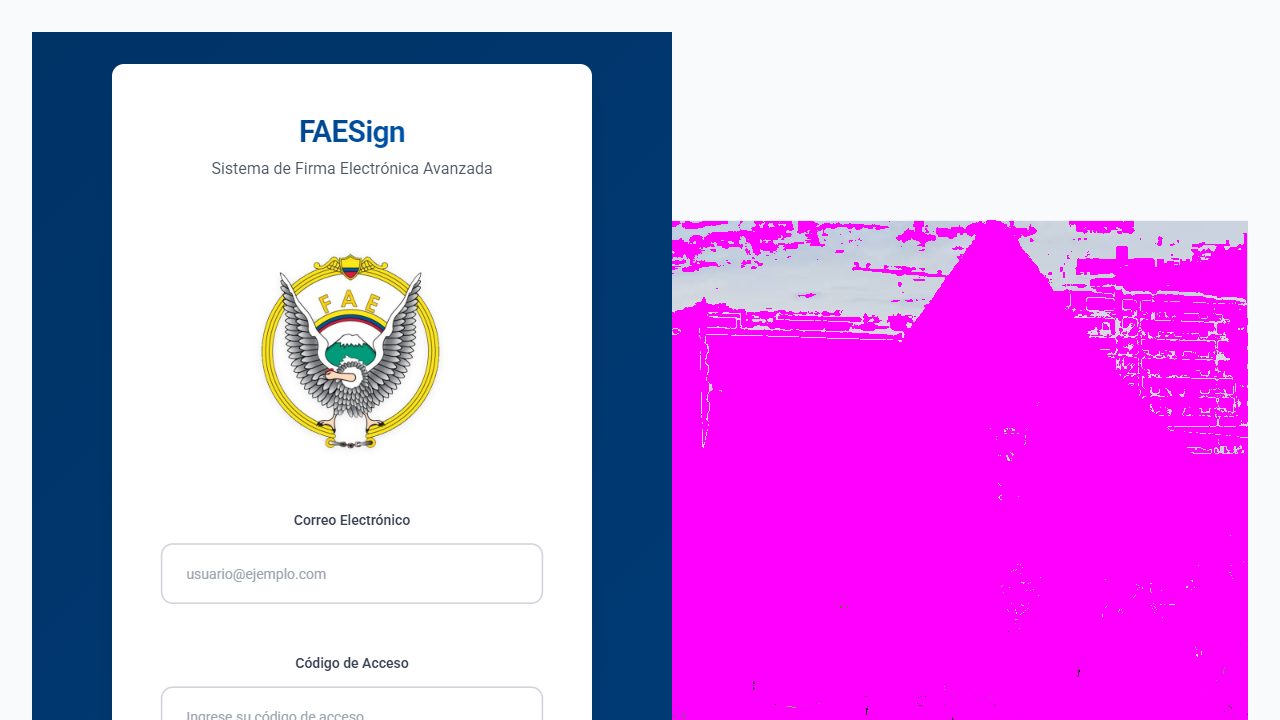 FAESign
Sistema de Firma Electrónica Avanzada
FAE
Correo Electrónico
usuario@ejemplo.com
Código de Acceso
Ingrese su código de acceso